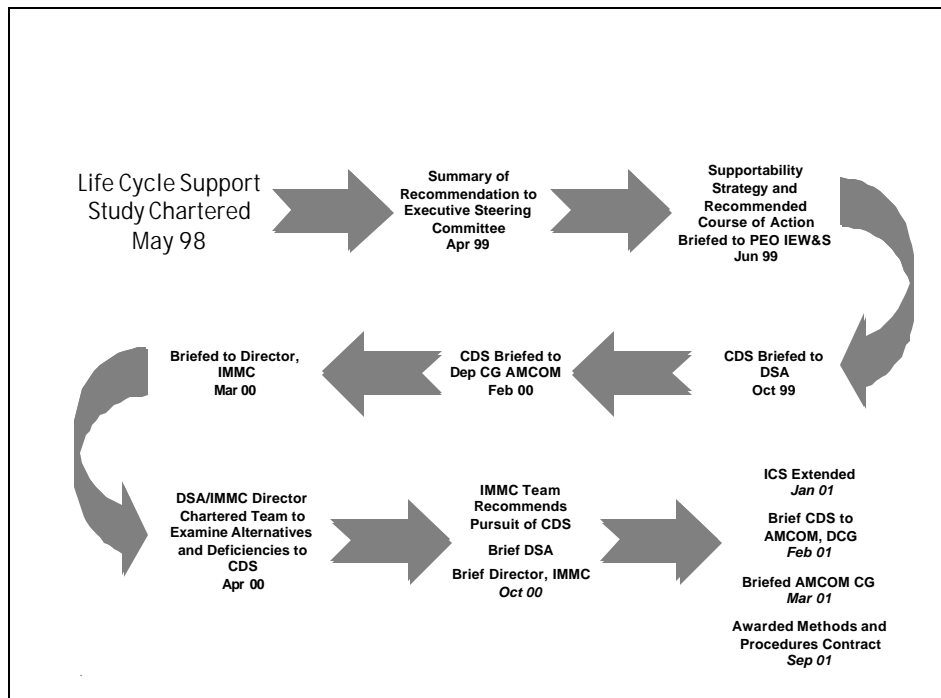 Life Cycle Support
Study Chartered
May 98
Summary of
Recommendation to
Executive Steering
Committee
Apr 99
Supportability
Strategy and
Recommended
Course of Action
Briefed to PEO IEW&S
Jun 99
CDS Briefed to
DSA
Oct 99
CDS Briefed to
Dep CG AMCOM
Feb 00
Briefed to Director,
IMMC
Mar 00
DSA/IMMC Director
Chartered Team to
Examine Alternatives
and Deficiencies to
CDS
Apr 00
IMMC Team
Recommends
Pursuit of CDS
Brief DSA
Brief Director, IMMC
Oct 00
ICS Extended
Jan 01
Brief CDS to
AMCOM, DCG
Feb 01
Briefed AMCOM CG
Mar 01
Awarded Methods and
Procedures Contract
Sep 01